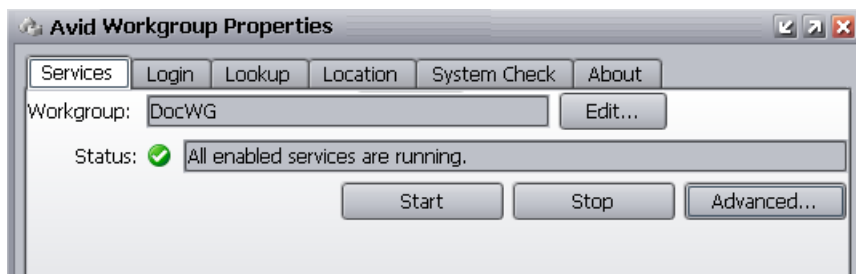 Avid Workgroup Properties
Services Login Lookup Location System Check About
Workgroup: DocWG Edit...
Status: All enabled services are running.
Start Stop Advanced...